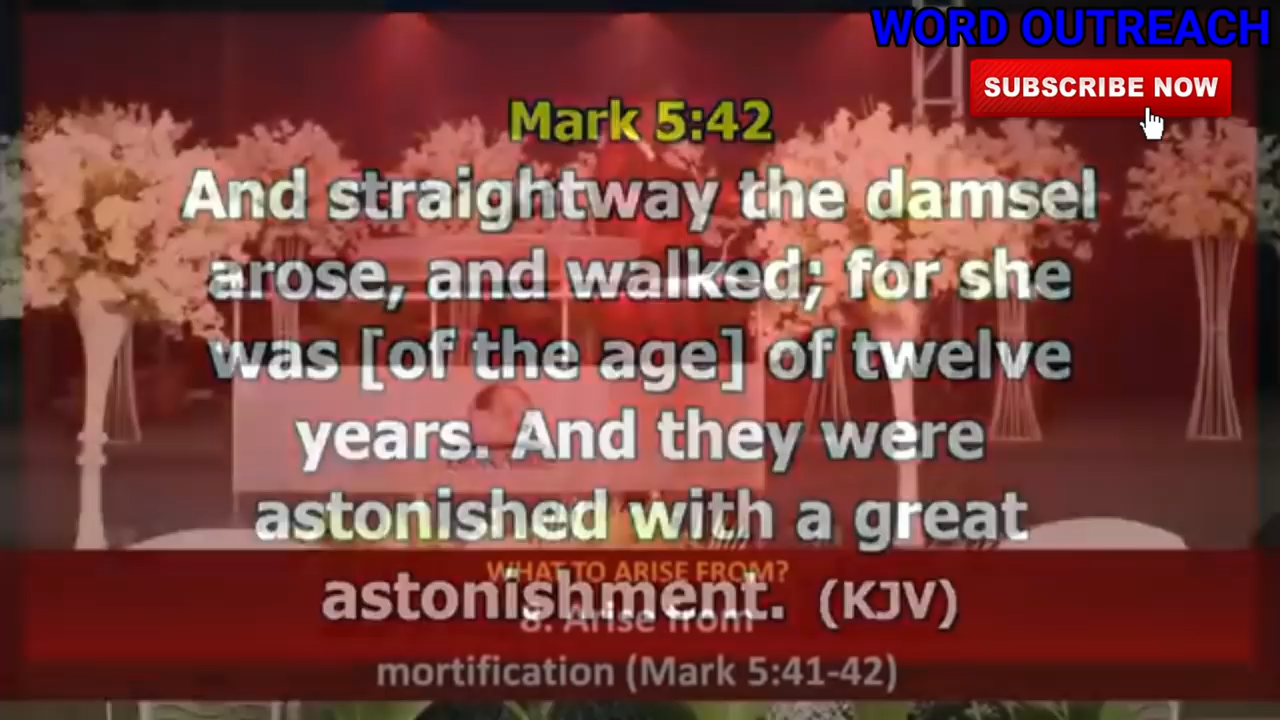 WORD OUTREACH
SUBSCRIBE NOW
Mark 5:42
And straightway the damsel
arose, and walked; for she
was [of the age] of twelve
years. And they were
astonished with a great
astonishment. (KJV)
WHAT TO ARISE FROM?
8. Arise from
mortification (Mark 5:41-42)